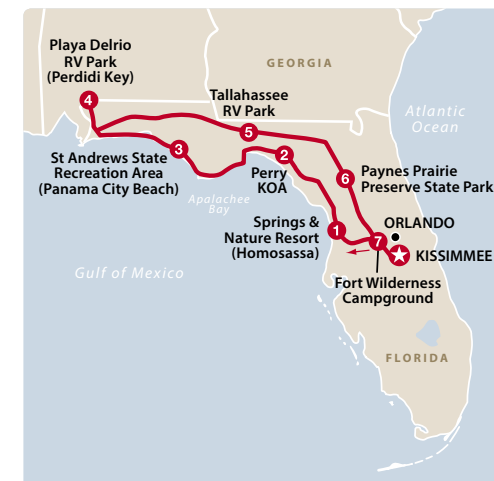 Playa Delrio
RV Park
(Perdidi Key)
GEORGIA
4
Tallahassee
RV Park
Atlantic
Ocean
5
3
2
St Andrews State
Recreation Area
(Panama City Beach)
Perry
KOA
6
Paynes Prairie
Preserve State Park
Apalachee
Bay
Springs &
Nature Resort
(Homosassa)
1
ORLANDO
7
KISSIMMEE
Gulf of Mexico
Fort Wilderness
Campground
FLORIDA